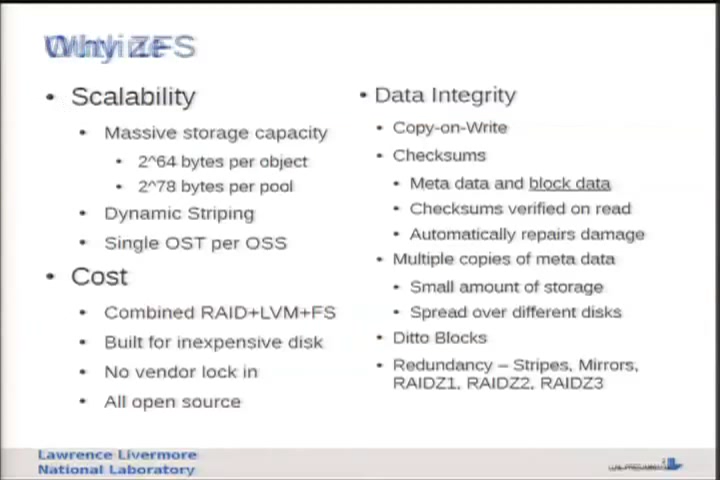 Why ZFS
Scalability
Massive storage capacity
2^64 bytes per object
2^78 bytes per pool
Dynamic Striping
Single OST per OSS
Cost
Combined RAID+LVM+FS
Built for inexpensive disk
No vendor lock in
All open source
Data Integrity
Copy-on-Write
Checksums
Meta data and block data
Checksums verified on read
Automatically repairs damage
Multiple copies of meta data
Small amount of storage
Spread over different disks
Ditto Blocks
Redundancy – Stripes, Mirrors,
RAIDZ1, RAIDZ2, RAIDZ3
Lawrence Livermore
National Laboratory